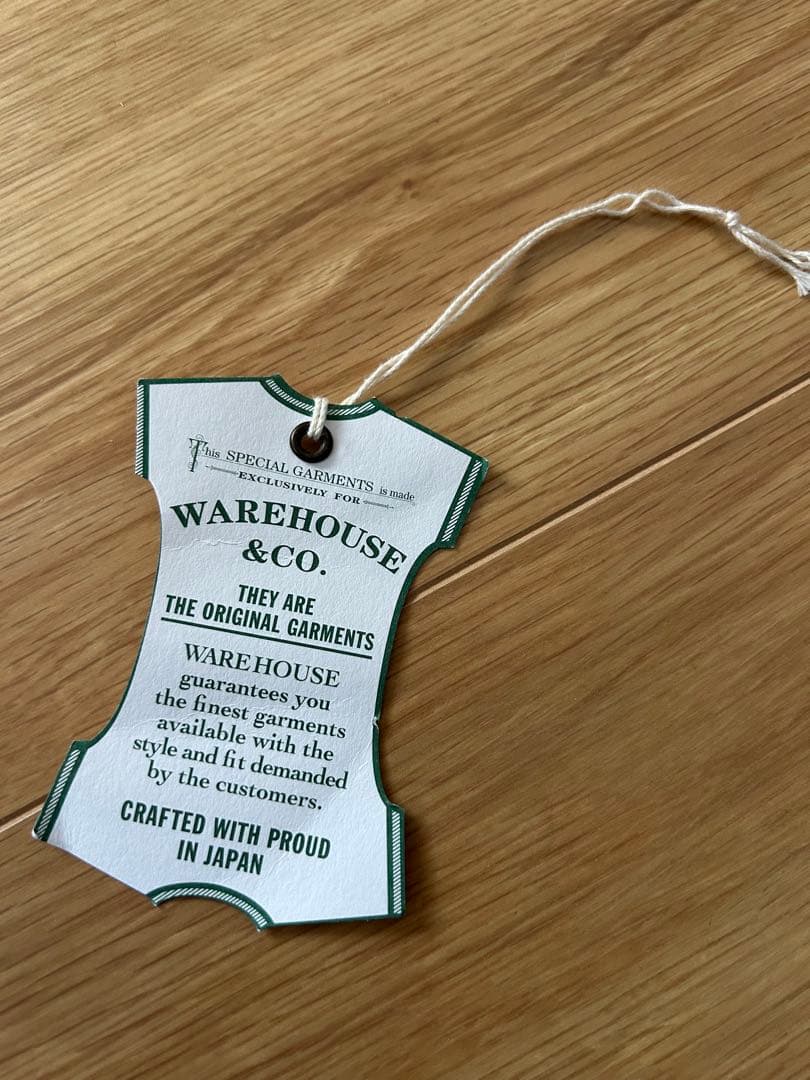 This SPECIAL GARMENTS is made
EXCLUSIVELY FOR
WAREHOUSE
&CO.
THEY ARE
THE ORIGINAL GARMENTS
WAREHOUSE
guarantees you
the finest garments
available with the
style and fit demanded
by the customers.
CRAFTED WITH PROUD
IN JAPAN